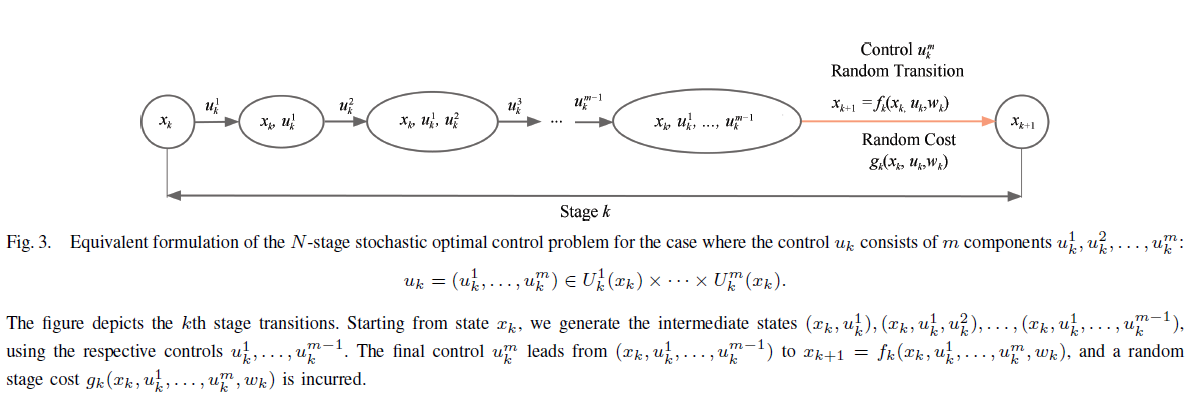 Control $u_k^m$
Random Transition
$x_{k+1} = f_k(x_k, u_k, w_k)$
$x_k$
$u_k^1$
$x_k, u_k^1$
$u_k^2$
$x_k, u_k^1, u_k^2$
$u_k^3$
...
$u_k^{m-1}$
$x_k, u_k^1, ..., u_k^{m-1}$
$x_{k+1}$
Random Cost
$g_k(x_k, u_k, w_k)$
Stage k
Fig. 3. Equivalent formulation of the $N$-stage stochastic optimal control problem for the case where the control $u_k$ consists of $m$ components $u_k^1, u_k^2, \ldots, u_k^m$:
$u_k = (u_k^1, \ldots, u_k^m) \in U_k^1(x_k) \times \cdots \times U_k^m(x_k).$
The figure depicts the $k$th stage transitions. Starting from state $x_k$, we generate the intermediate states $(x_k, u_k^1), (x_k, u_k^1, u_k^2), \ldots, (x_k, u_k^1, \ldots, u_k^{m-1})$,
using the respective controls $u_k^1, \ldots, u_k^{m-1}$. The final control $u_k^m$ leads from $(x_k, u_k^1, \ldots, u_k^{m-1})$ to $x_{k+1} = f_k(x_k, u_k^1, \ldots, u_k^m, w_k)$, and a random
stage cost $g_k(x_k, u_k^1, \ldots, u_k^m, w_k)$ is incurred.